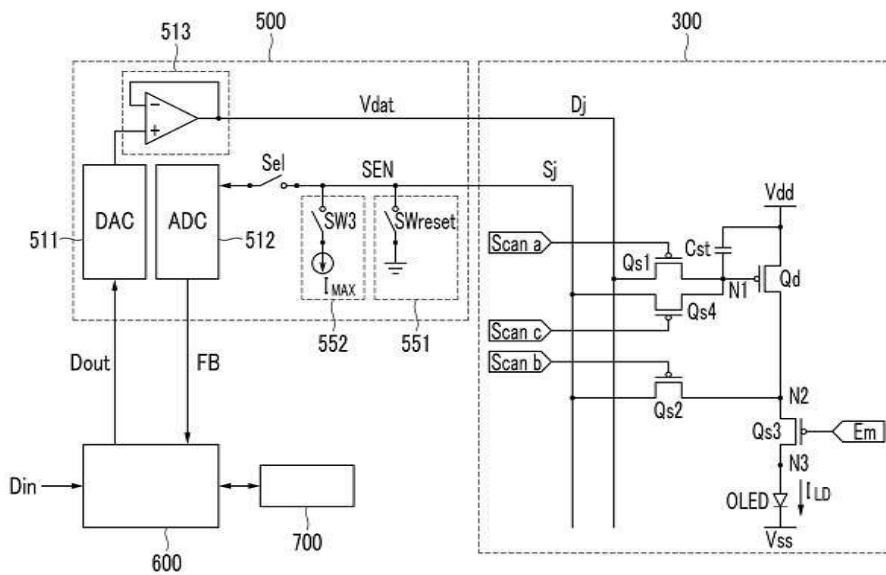 500
300
513
Vdat
Dj
Sel
SEN
Sj
DAC
ADC
511
512
SW3
SWreset
IMAX
552
551
Vdd
Scan a
Cst
Qs1
N1
Qd
Qs4
Scan c
Scan b
Qs2
N2
Qs3
Em
N3
OLED
ILD
Vss
Dout
FB
Din
600
700